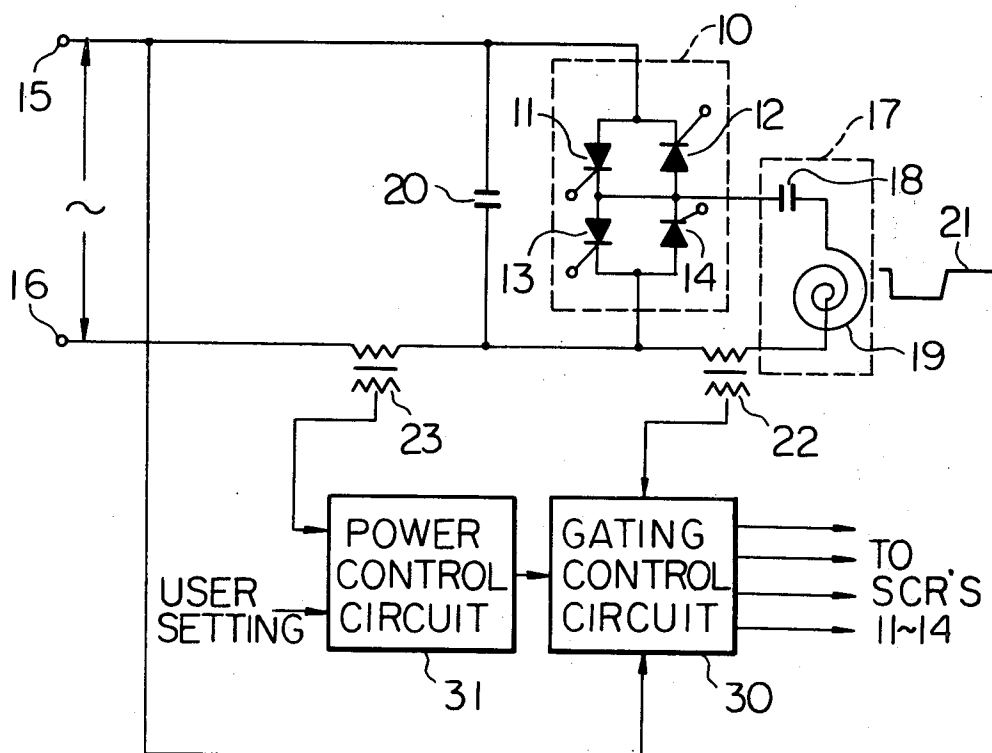 10
15
11
12
17
18
20
21
13
14
16
19
23
22
POWER
CONTROL
CIRCUIT
GATING
CONTROL
CIRCUIT
TO
SCR'S
11~14
USER
SETTING
31
30